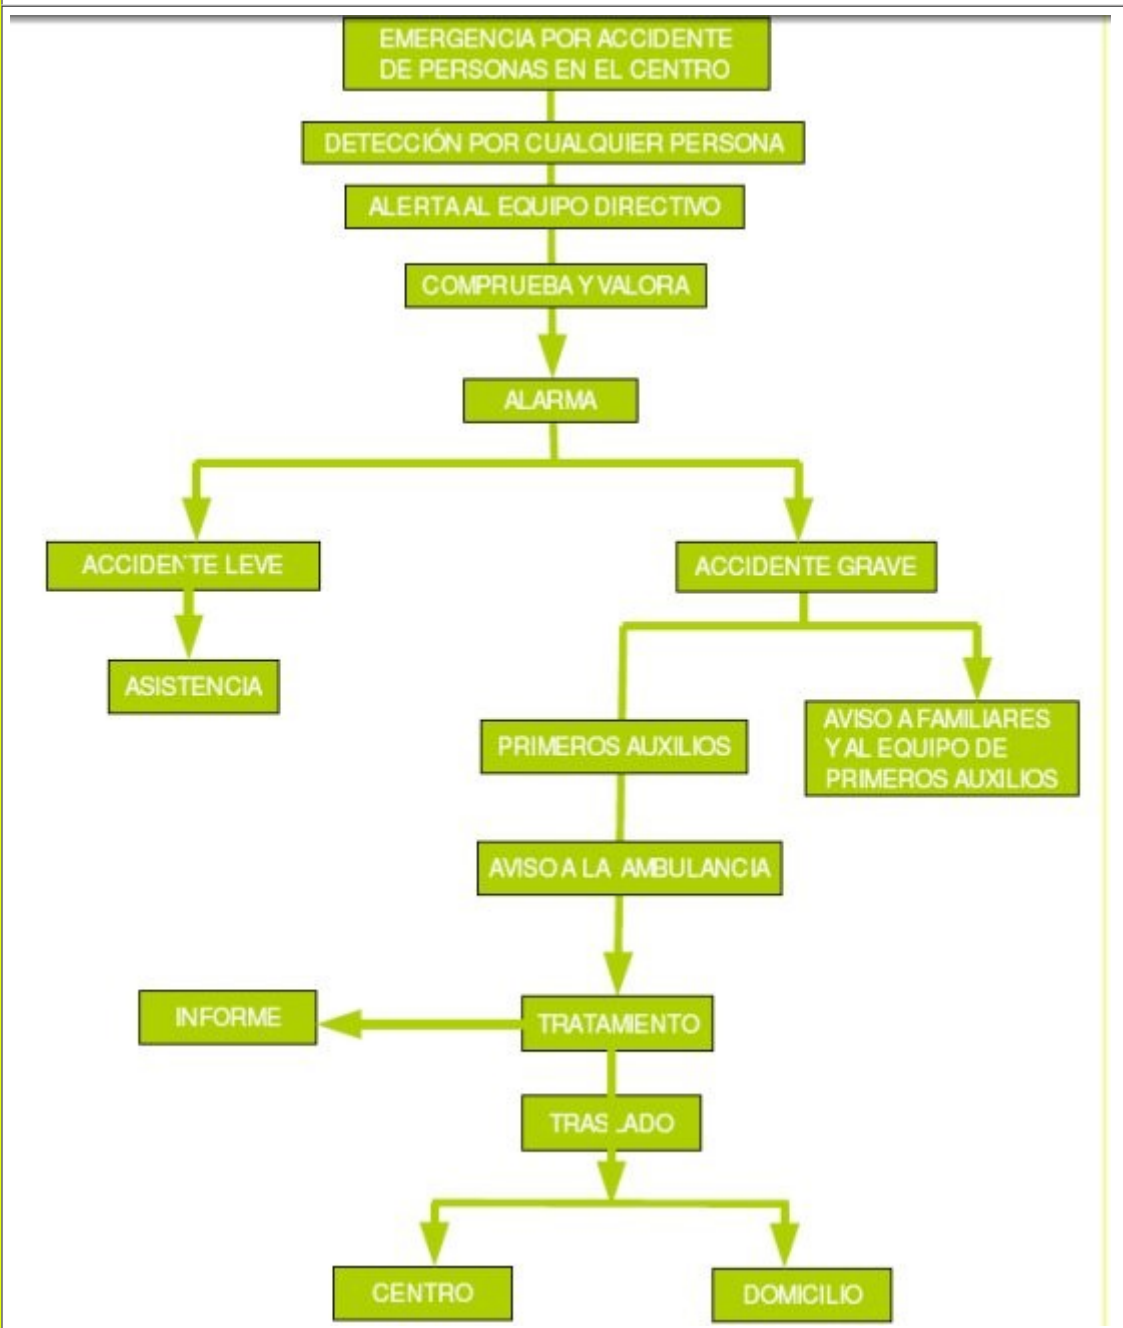 EMERGENCIA POR ACCIDENTE
DE PERSONAS EN EL CENTRO
DETECCIÓN POR CUALQUIER PERSONA
ALERTA AL EQUIPO DIRECTIVO
COMPRUEBA Y VALORA
ALARMA
ACCIDENTE LEVE
ACCIDENTE GRAVE
ASISTENCIA
PRIMEROS AUXILIOS
AVISO A FAMILIARES
Y AL EQUIPO DE
PRIMEROS AUXILIOS
AVISO A LA AMBULANCIA
INFORME
TRATAMIENTO
TRASLADO
CENTRO
DOMICILIO